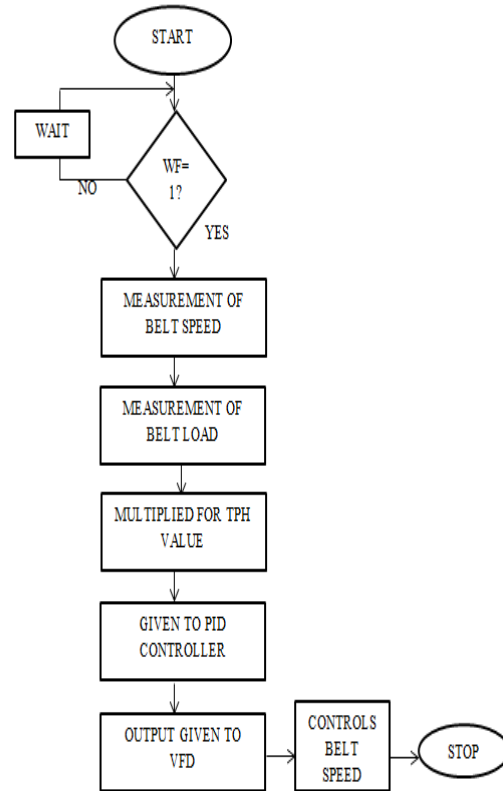 START
WAIT
WF=
1?
NO
YES
MEASUREMENT OF
BELT SPEED
MEASUREMENT OF
BELT LOAD
MULTIPLIED FOR TPH
VALUE
GIVEN TO PID
CONTROLLER
OUTPUT GIVEN TO
VFD
CONTROLS
BELT
SPEED
STOP